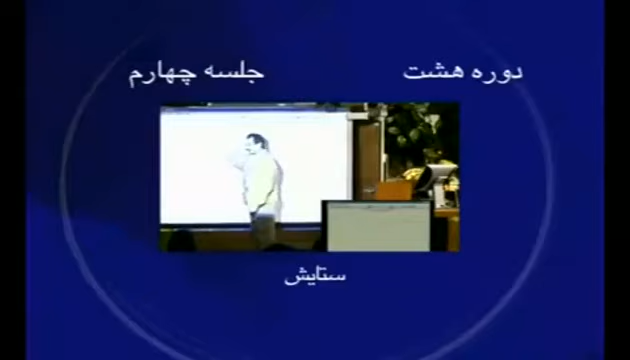 دوره هشت
جلسه چهارم
ستایش